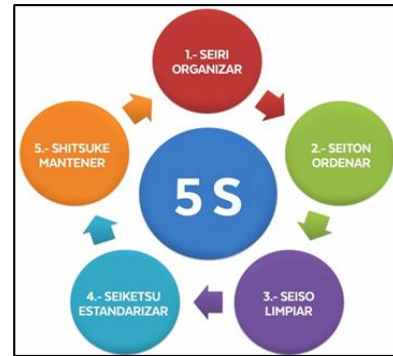 1.- SEIRI
ORGANIZAR
2.- SEITON
ORDENAR
3.- SEISO
LIMPIAR
4.- SEIKETSU
ESTANDARIZAR
5.- SHITSUKE
MANTENER
5 S